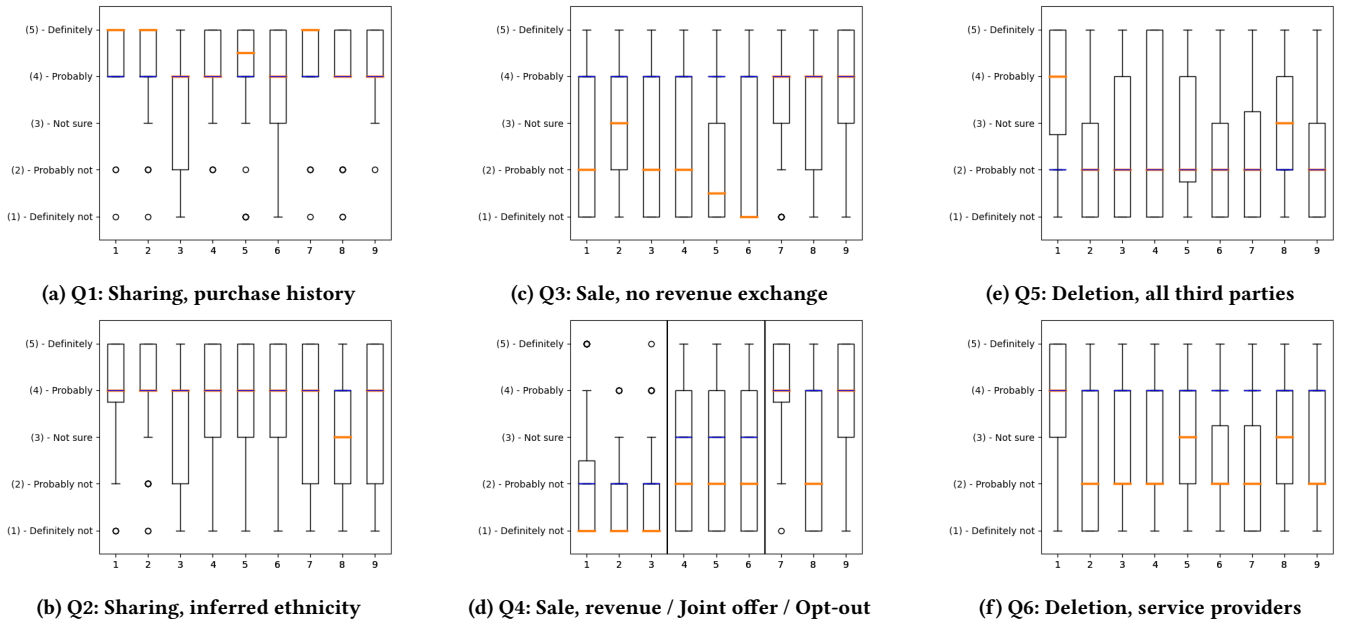 (5) - Definitely
(4) - Probably
(3) - Not sure
(2) - Probably not
(1) - Definitely not
1 2 3 4 5 6 7 8 9
(a) Q1: Sharing, purchase history
(5) - Definitely
(4) - Probably
(3) - Not sure
(2) - Probably not
(1) - Definitely not
1 2 3 4 5 6 7 8 9
(b) Q2: Sharing, inferred ethnicity
(5) - Definitely
(4) - Probably
(3) - Not sure
(2) - Probably not
(1) - Definitely not
1 2 3 4 5 6 7 8 9
(c) Q3: Sale, no revenue exchange
(5) - Definitely
(4) - Probably
(3) - Not sure
(2) - Probably not
(1) - Definitely not
1 2 3 4 5 6 7 8 9
(d) Q4: Sale, revenue / Joint offer / Opt-out
(5) - Definitely
(4) - Probably
(3) - Not sure
(2) - Probably not
(1) - Definitely not
1 2 3 4 5 6 7 8 9
(e) Q5: Deletion, all third parties
(5) - Definitely
(4) - Probably
(3) - Not sure
(2) - Probably not
(1) - Definitely not
1 2 3 4 5 6 7 8 9
(f) Q6: Deletion, service providers